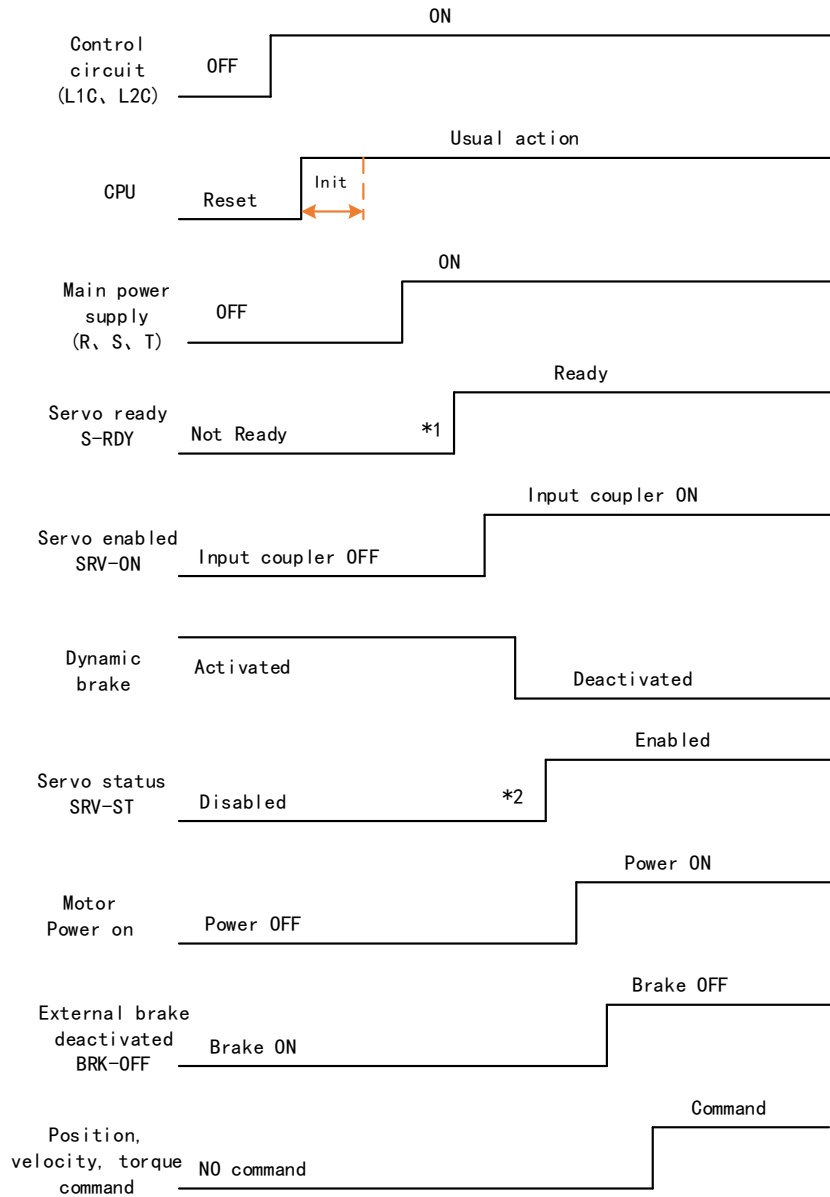 ON
Control
circuit
(L1C、L2C)
OFF
Usual action
CPU
Reset
Init
ON
Main power
supply
(R、S、T)
OFF
Ready
Servo ready
S-RDY
Not Ready
*1
Input coupler ON
Servo enabled
SRV-ON
Input coupler OFF
Dynamic
brake
Activated
Deactivated
Enabled
Servo status
SRV-ST
Disabled
*2
Power ON
Motor
Power on
Power OFF
Brake OFF
External brake
deactivated
BRK-OFF
Brake ON
Command
Position,
velocity, torque
command
NO command